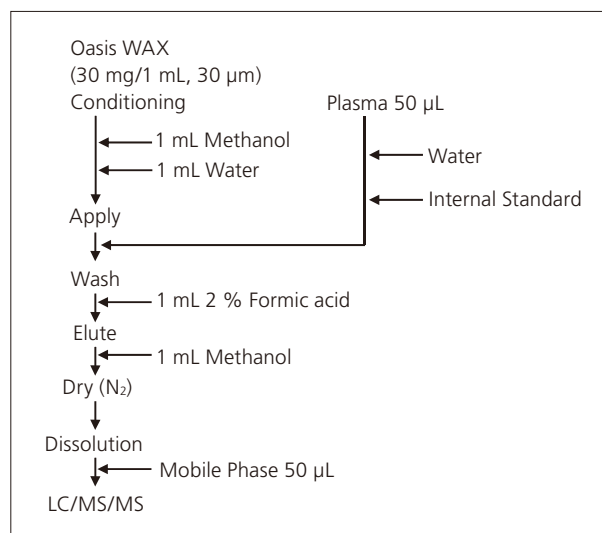 Oasis WAX
(30 mg/1 mL, 30 μm)
Conditioning
Plasma 50 μL
1 mL Methanol
Water
1 mL Water
Internal Standard
Apply
Wash
1 mL 2 % Formic acid
Elute
1 mL Methanol
Dry (N₂)
Dissolution
Mobile Phase 50 μL
LC/MS/MS